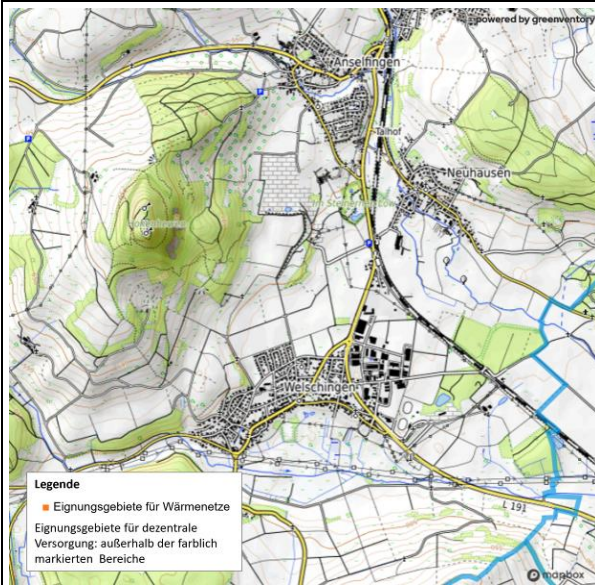 powered by greenventory
Anselfingen
Talhof
Neuhausen
Welschingen
L 191
Legende
Eignungsgebiete für Wärmenetze
Eignungsgebiete für dezentrale
Versorgung: außerhalb der farblich
markierten Bereiche
mapbox